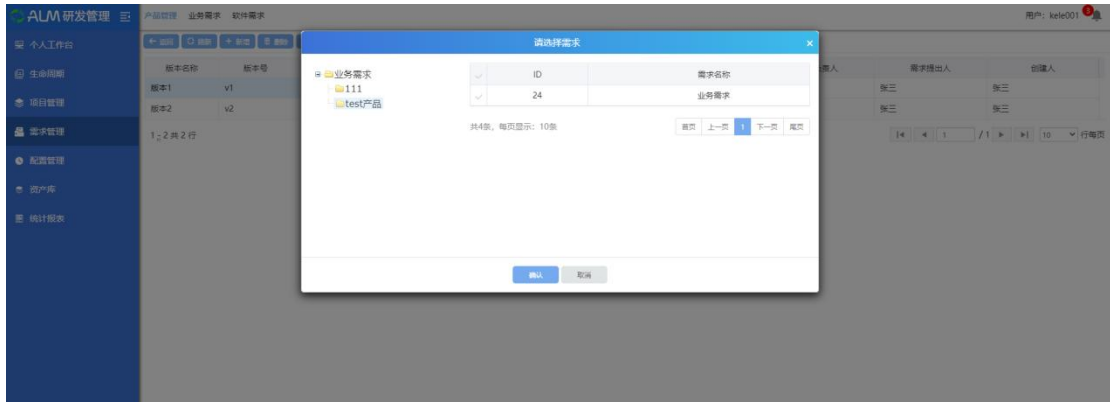 ALM 研发管理
产品管理 业务需求 软件需求
用户: kele001
3
个人工作台
生命周期
项目管理
需求管理
配置管理
资产库
统计报表
返回 刷新 + 新增 删除
版本名称 版本号
需求提出人 创建人
版本1 v1 张三 张三
版本2 v2 张三 张三
1 - 2 共 2 行
1 / 1 10 行每页
请选择需求 ×
业务需求
111
test产品
ID 需求名称
24 业务需求
共4条, 每页显示: 10条
首页 上一页 1 下一页 尾页
确认 取消